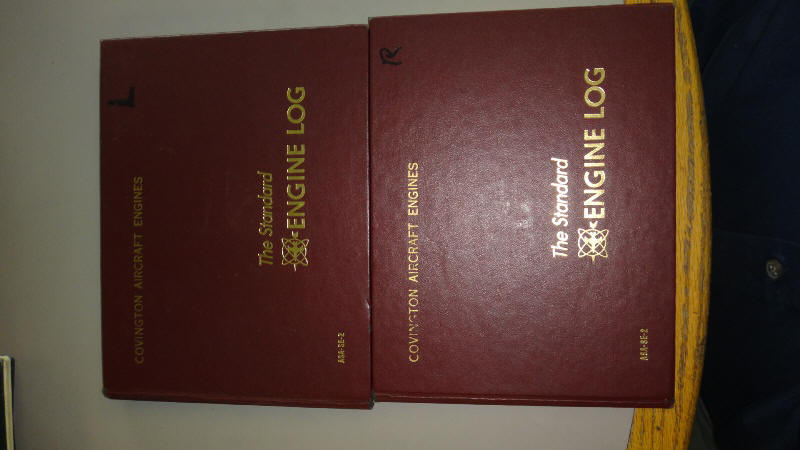 L
COVINGTON AIRCRAFT ENGINES
The Standard
ENGINE LOG
ASA-SE-2
R
COVINGTON AIRCRAFT ENGINES
The Standard
ENGINE LOG
ASA-SE-2